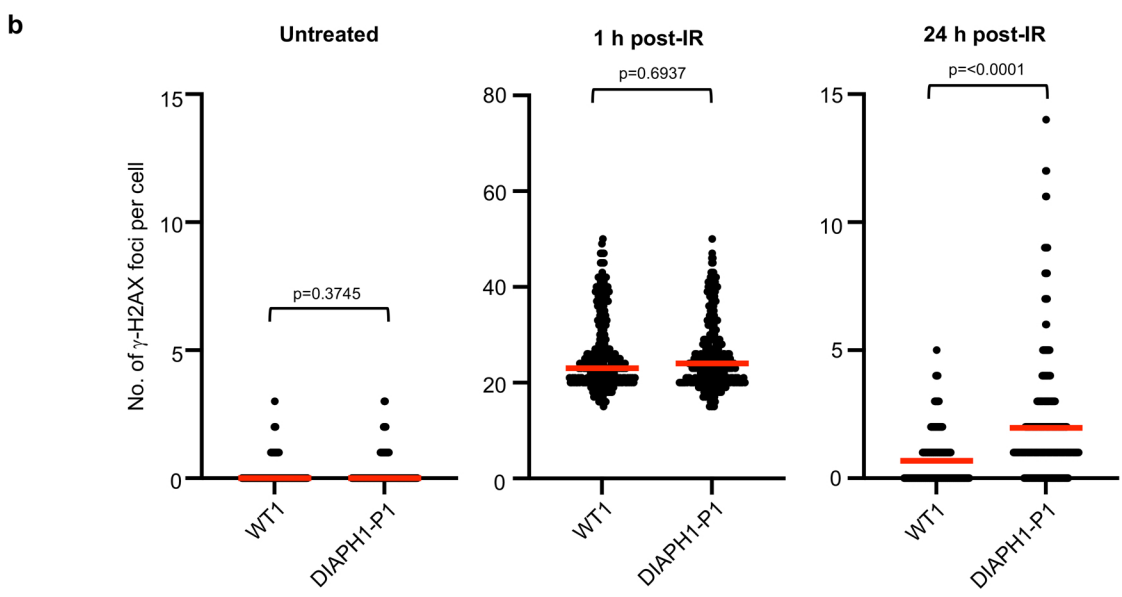 b
Untreated
1 h post-IR
24 h post-IR
p=0.3745
p=0.6937
p=<0.0001
No. of γ-H2AX foci per cell
15
10
5
0
80
60
40
20
0
15
10
5
0
WT1
DIAPH1-P1
WT1
DIAPH1-P1
WT1
DIAPH1-P1